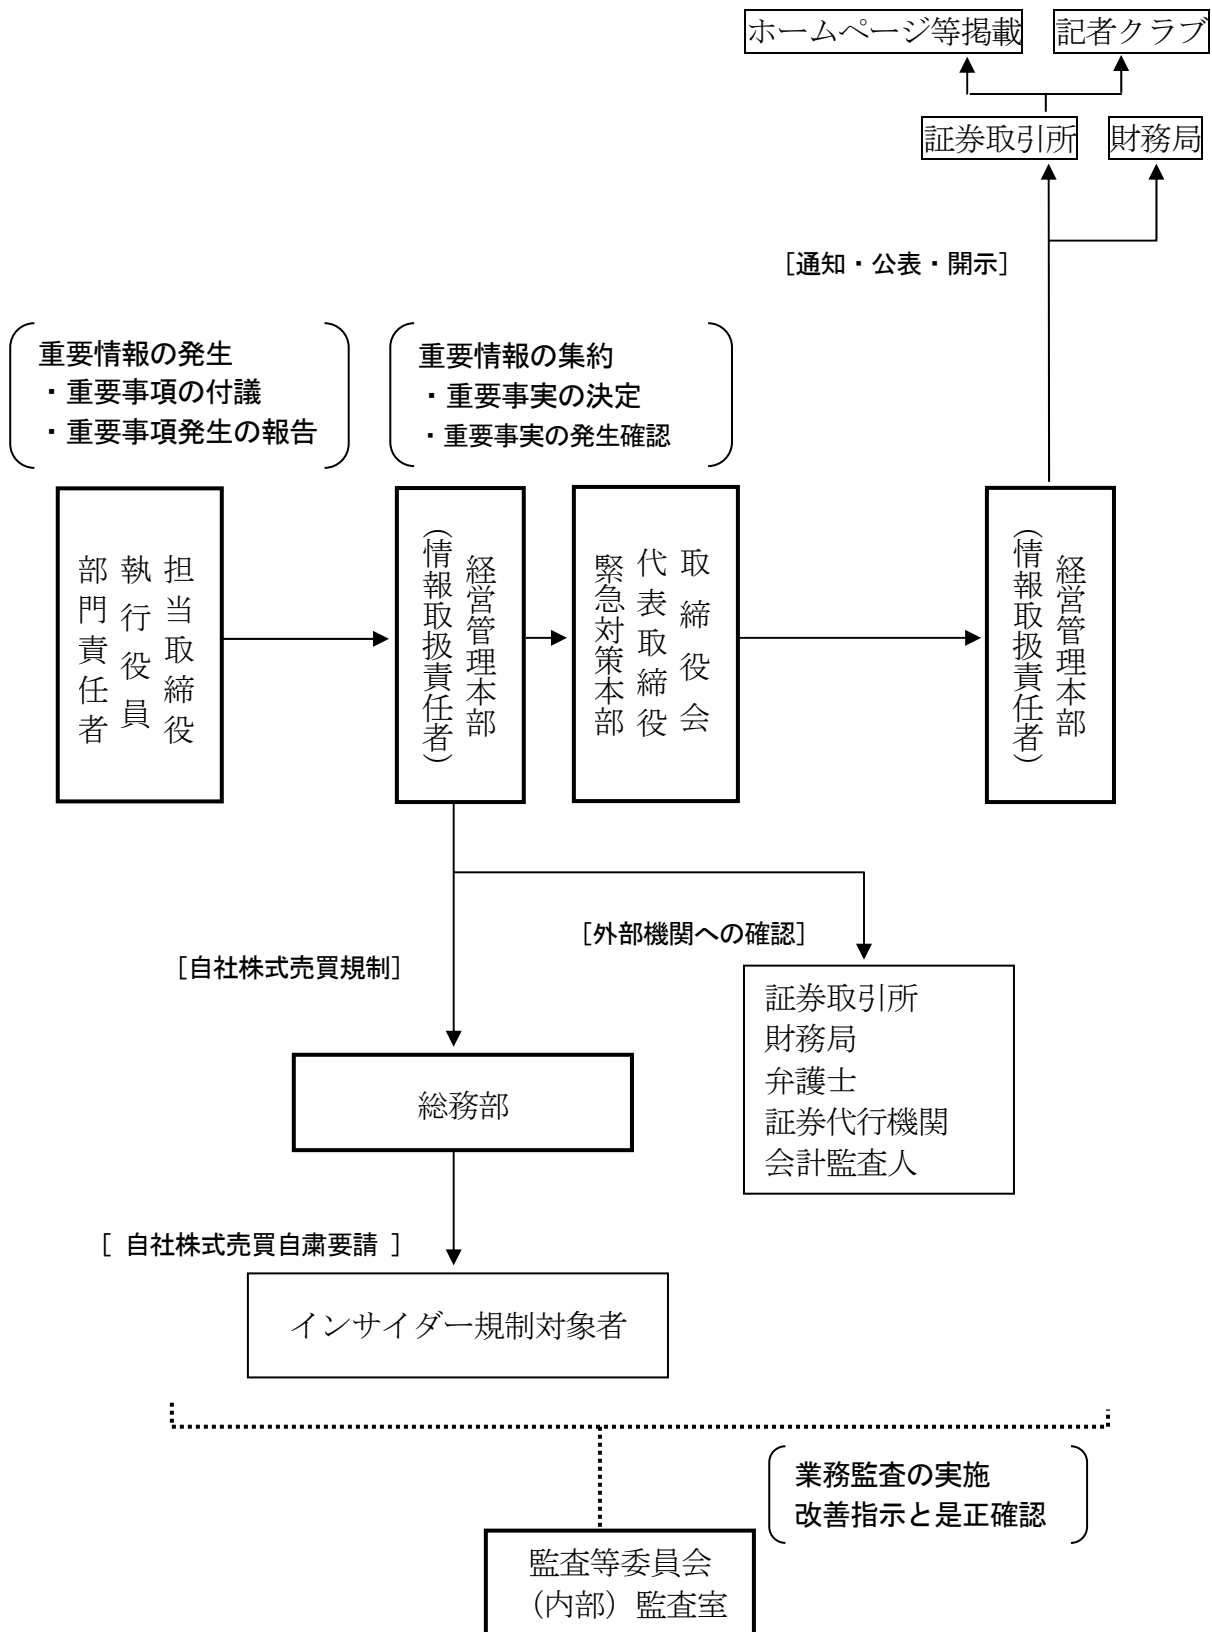 ホームページ等掲載
記者クラブ
証券取引所
財務局
[通知・公表・開示]
重要情報の発生
・重要事項の付議
・重要事項発生の報告
重要情報の集約
・重要事実の決定
・重要事実の発生確認
担当取締役
執行役員
部門責任者
経営管理本部
(情報取扱責任者)
取締役会
代表取締役
緊急対策本部
経営管理本部
(情報取扱責任者)
[外部機関への確認]
[自社株式売買規制]
証券取引所
財務局
弁護士
証券代行機関
会計監査人
総務部
[ 自社株式売買自粛要請 ]
インサイダー規制対象者
業務監査の実施
改善指示と是正確認
監査等委員会
(内部)監査室